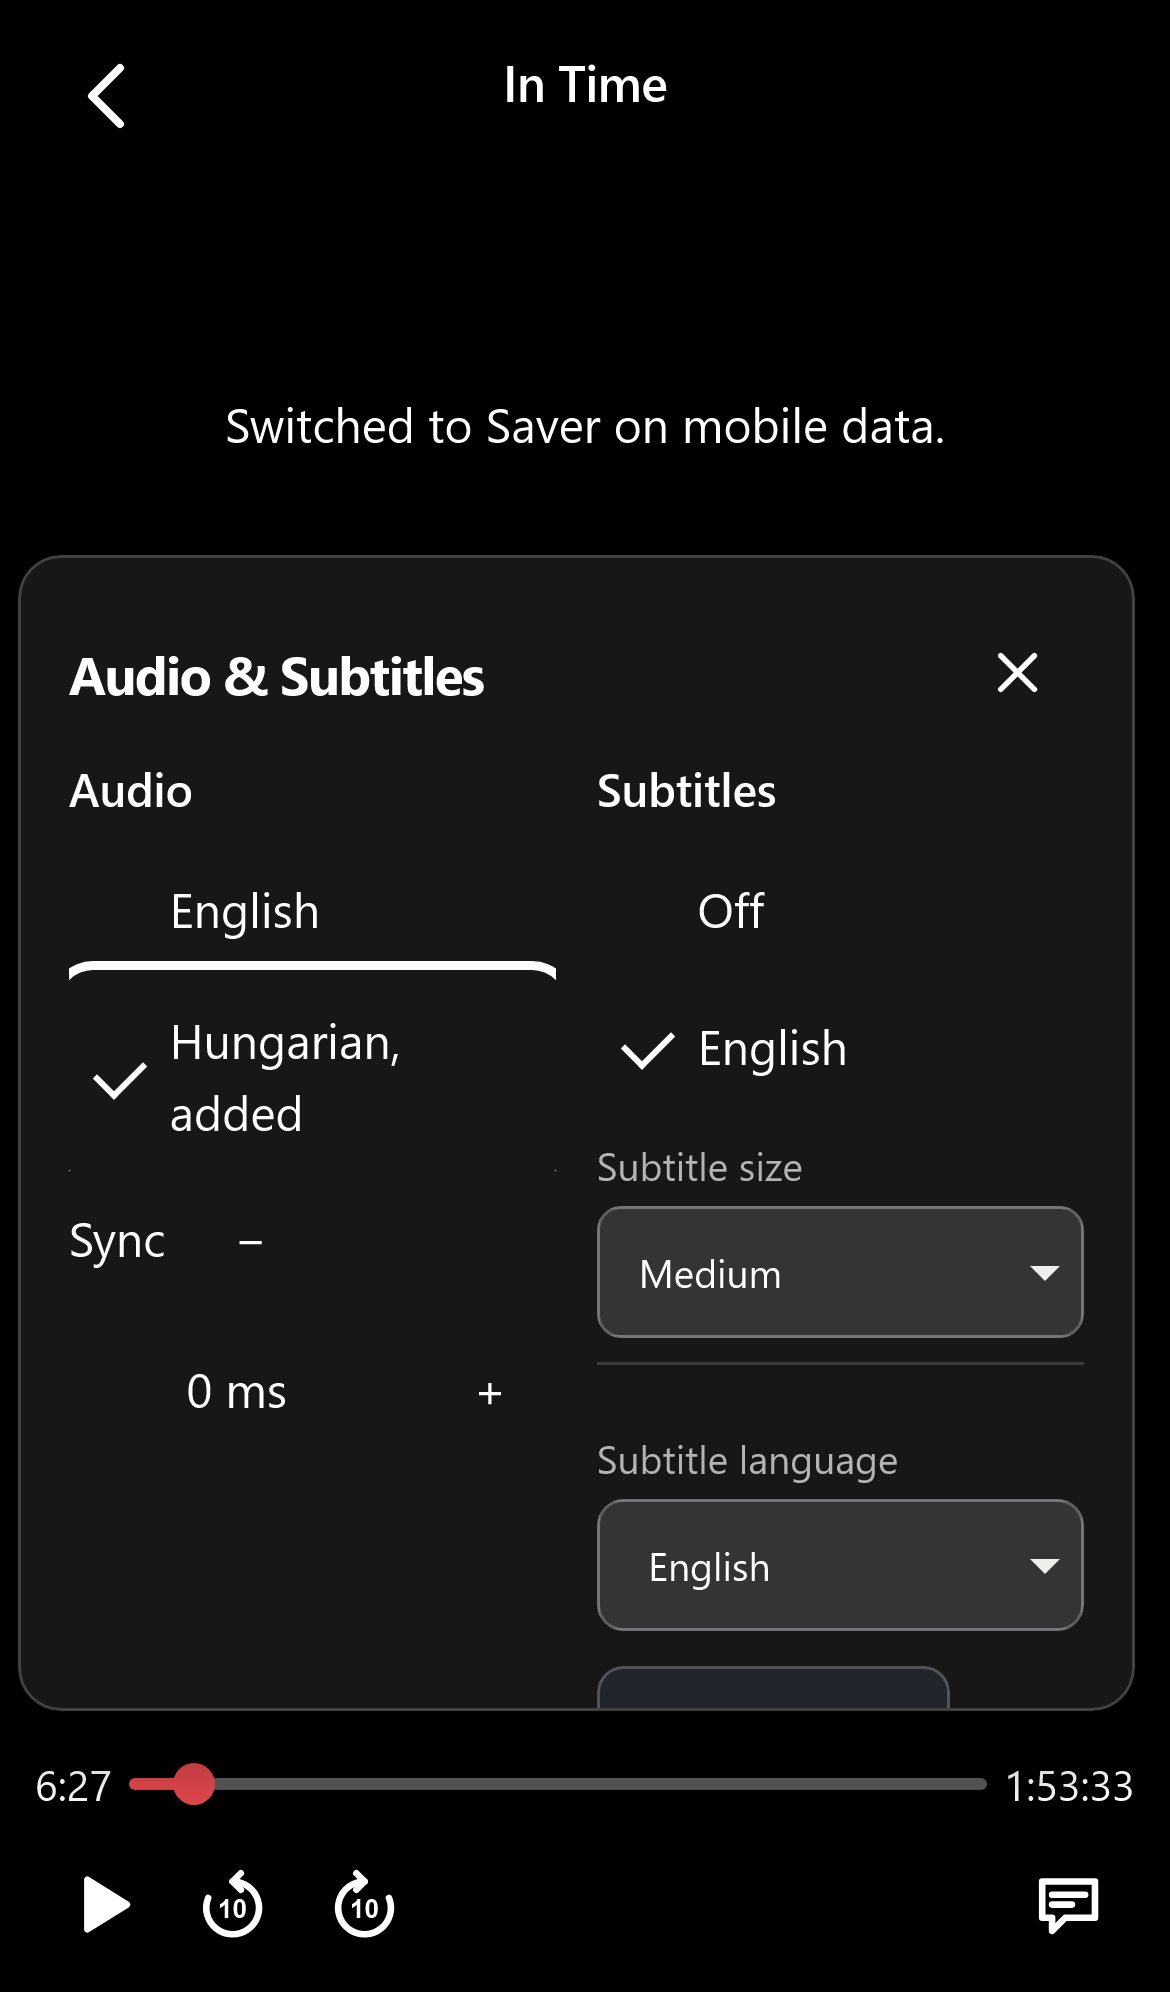 In Time
Switched to Saver on mobile data.
Audio & Subtitles
Audio
English
Hungarian,
added
Sync −
0 ms +
Subtitles
Off
English
Subtitle size
Medium
Subtitle language
English
6:27
1:53:33
10
10